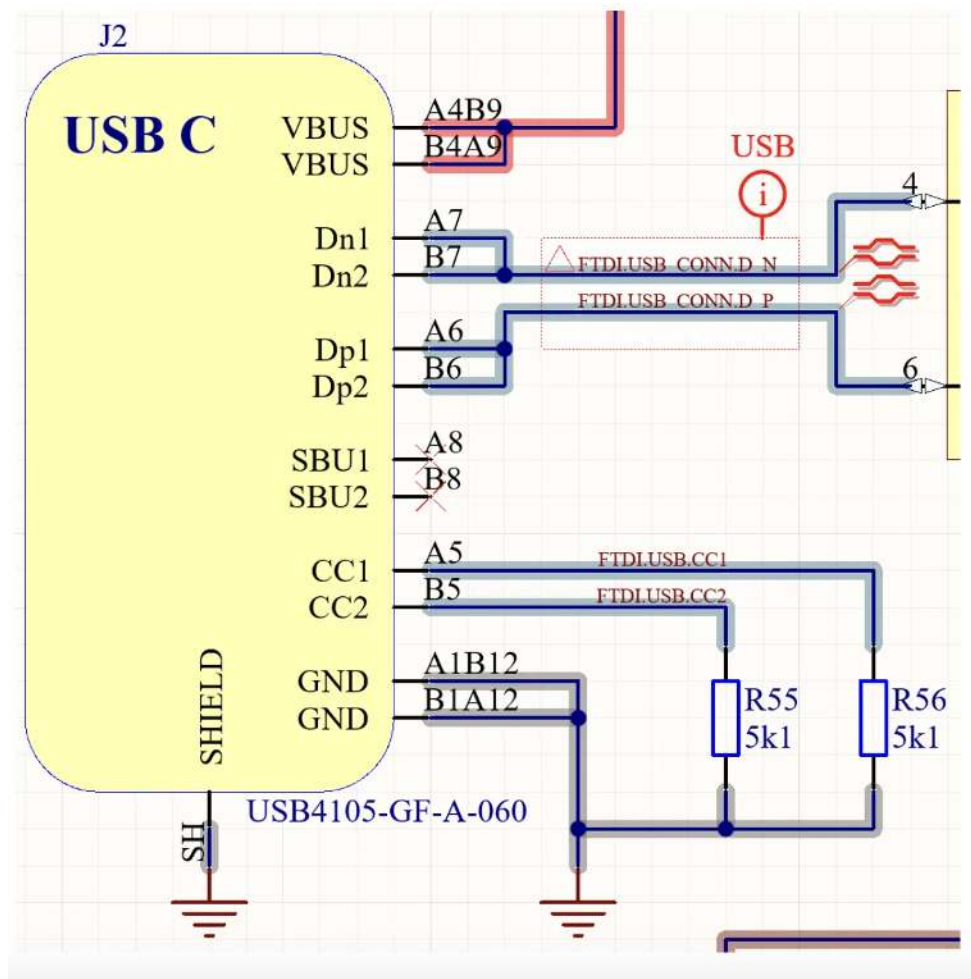 J2
USB C
VBUS
A4B9
VBUS
B4A9
USB
i
4
Dn1
A7
Dn2
B7
FTDI.USB_CONN.D_N
FTDI.USB_CONN.D_P
Dp1
A6
Dp2
B6
6
SBU1
A8
SBU2
B8
CC1
A5
FTDI.USB.CC1
CC2
B5
FTDI.USB.CC2
GND
A1B12
GND
B1A12
SHIELD
R55
5k1
R56
5k1
USB4105-GF-A-060
SH